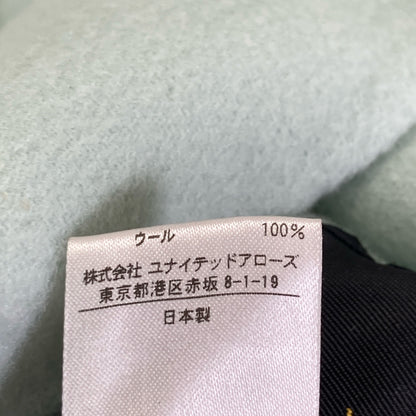 ウール 100%
株式会社 ユナイテッドアローズ
東京都港区赤坂 8-1-19
日本製